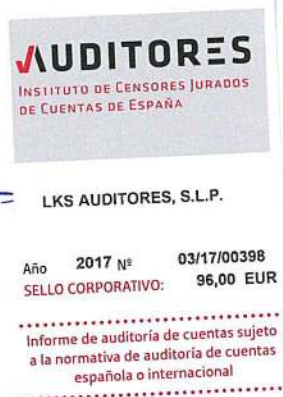 AUDITORES
INSTITUTO DE CENSORES JURADOS
DE CUENTAS DE ESPAÑA
LKS AUDITORES, S.L.P.
Año 2017 Nº 03/17/00398
SELLO CORPORATIVO: 96,00 EUR
Informe de auditoría de cuentas sujeto
a la normativa de auditoría de cuentas
española o internacional